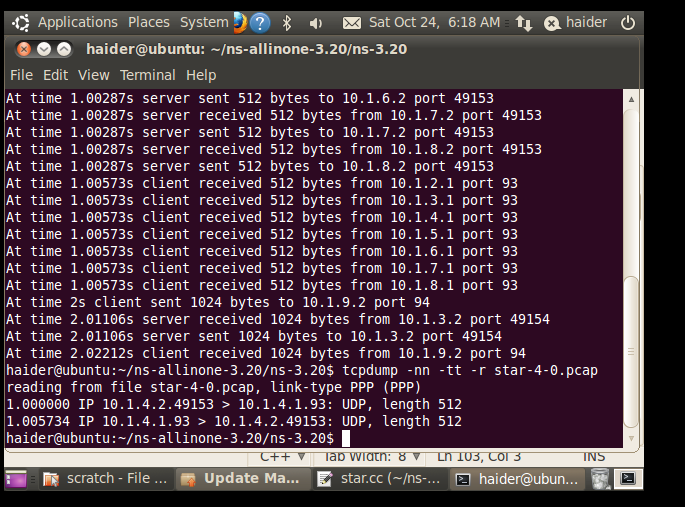 Applications Places System ? Sat Oct 24, 6:18 AM haider
haider@ubuntu: ~/ns-allinone-3.20/ns-3.20
File Edit View Terminal Help
At time 1.00287s server sent 512 bytes to 10.1.6.2 port 49153
At time 1.00287s server received 512 bytes from 10.1.7.2 port 49153
At time 1.00287s server sent 512 bytes to 10.1.7.2 port 49153
At time 1.00287s server received 512 bytes from 10.1.8.2 port 49153
At time 1.00287s server sent 512 bytes to 10.1.8.2 port 49153
At time 1.00573s client received 512 bytes from 10.1.2.1 port 93
At time 1.00573s client received 512 bytes from 10.1.3.1 port 93
At time 1.00573s client received 512 bytes from 10.1.4.1 port 93
At time 1.00573s client received 512 bytes from 10.1.5.1 port 93
At time 1.00573s client received 512 bytes from 10.1.6.1 port 93
At time 1.00573s client received 512 bytes from 10.1.7.1 port 93
At time 1.00573s client received 512 bytes from 10.1.8.1 port 93
At time 2s client sent 1024 bytes to 10.1.9.2 port 94
At time 2.01106s server received 1024 bytes from 10.1.3.2 port 49154
At time 2.01106s server sent 1024 bytes to 10.1.3.2 port 49154
At time 2.02212s client received 1024 bytes from 10.1.9.2 port 94
haider@ubuntu:~/ns-allinone-3.20/ns-3.20$ tcpdump -nn -tt -r star-4-0.pcap
reading from file star-4-0.pcap, link-type PPP (PPP)
1.000000 IP 10.1.4.2.49153 > 10.1.4.1.93: UDP, length 512
1.005734 IP 10.1.4.1.93 > 10.1.4.2.49153: UDP, length 512
haider@ubuntu:~/ns-allinone-3.20/ns-3.20$
C++ Tab Width: 8 Ln 103, Col 3 INS
scratch - File ... Update Ma... star.cc (~/ns-... haider@ubun...